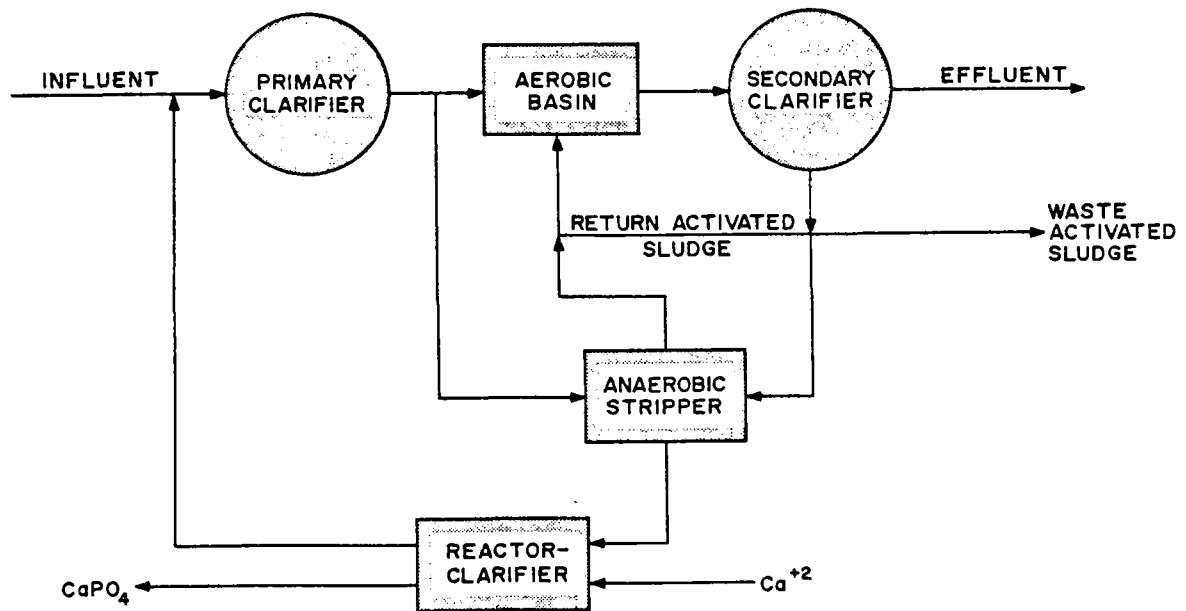 INFLUENT
PRIMARY
CLARIFIER
AEROBIC
BASIN
SECONDARY
CLARIFIER
EFFLUENT
RETURN ACTIVATED
SLUDGE
WASTE
ACTIVATED
SLUDGE
ANAEROBIC
STRIPPER
REACTOR-
CLARIFIER
CaPO₄
Ca⁺²